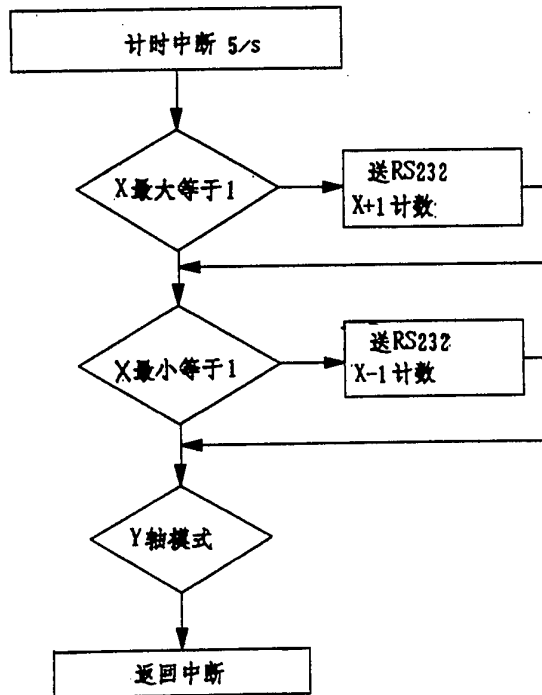 计时中断 5/s
X最大等于1
送RS232
X+1计数
X最小等于1
送RS232
X-1计数
Y轴模式
返回中断